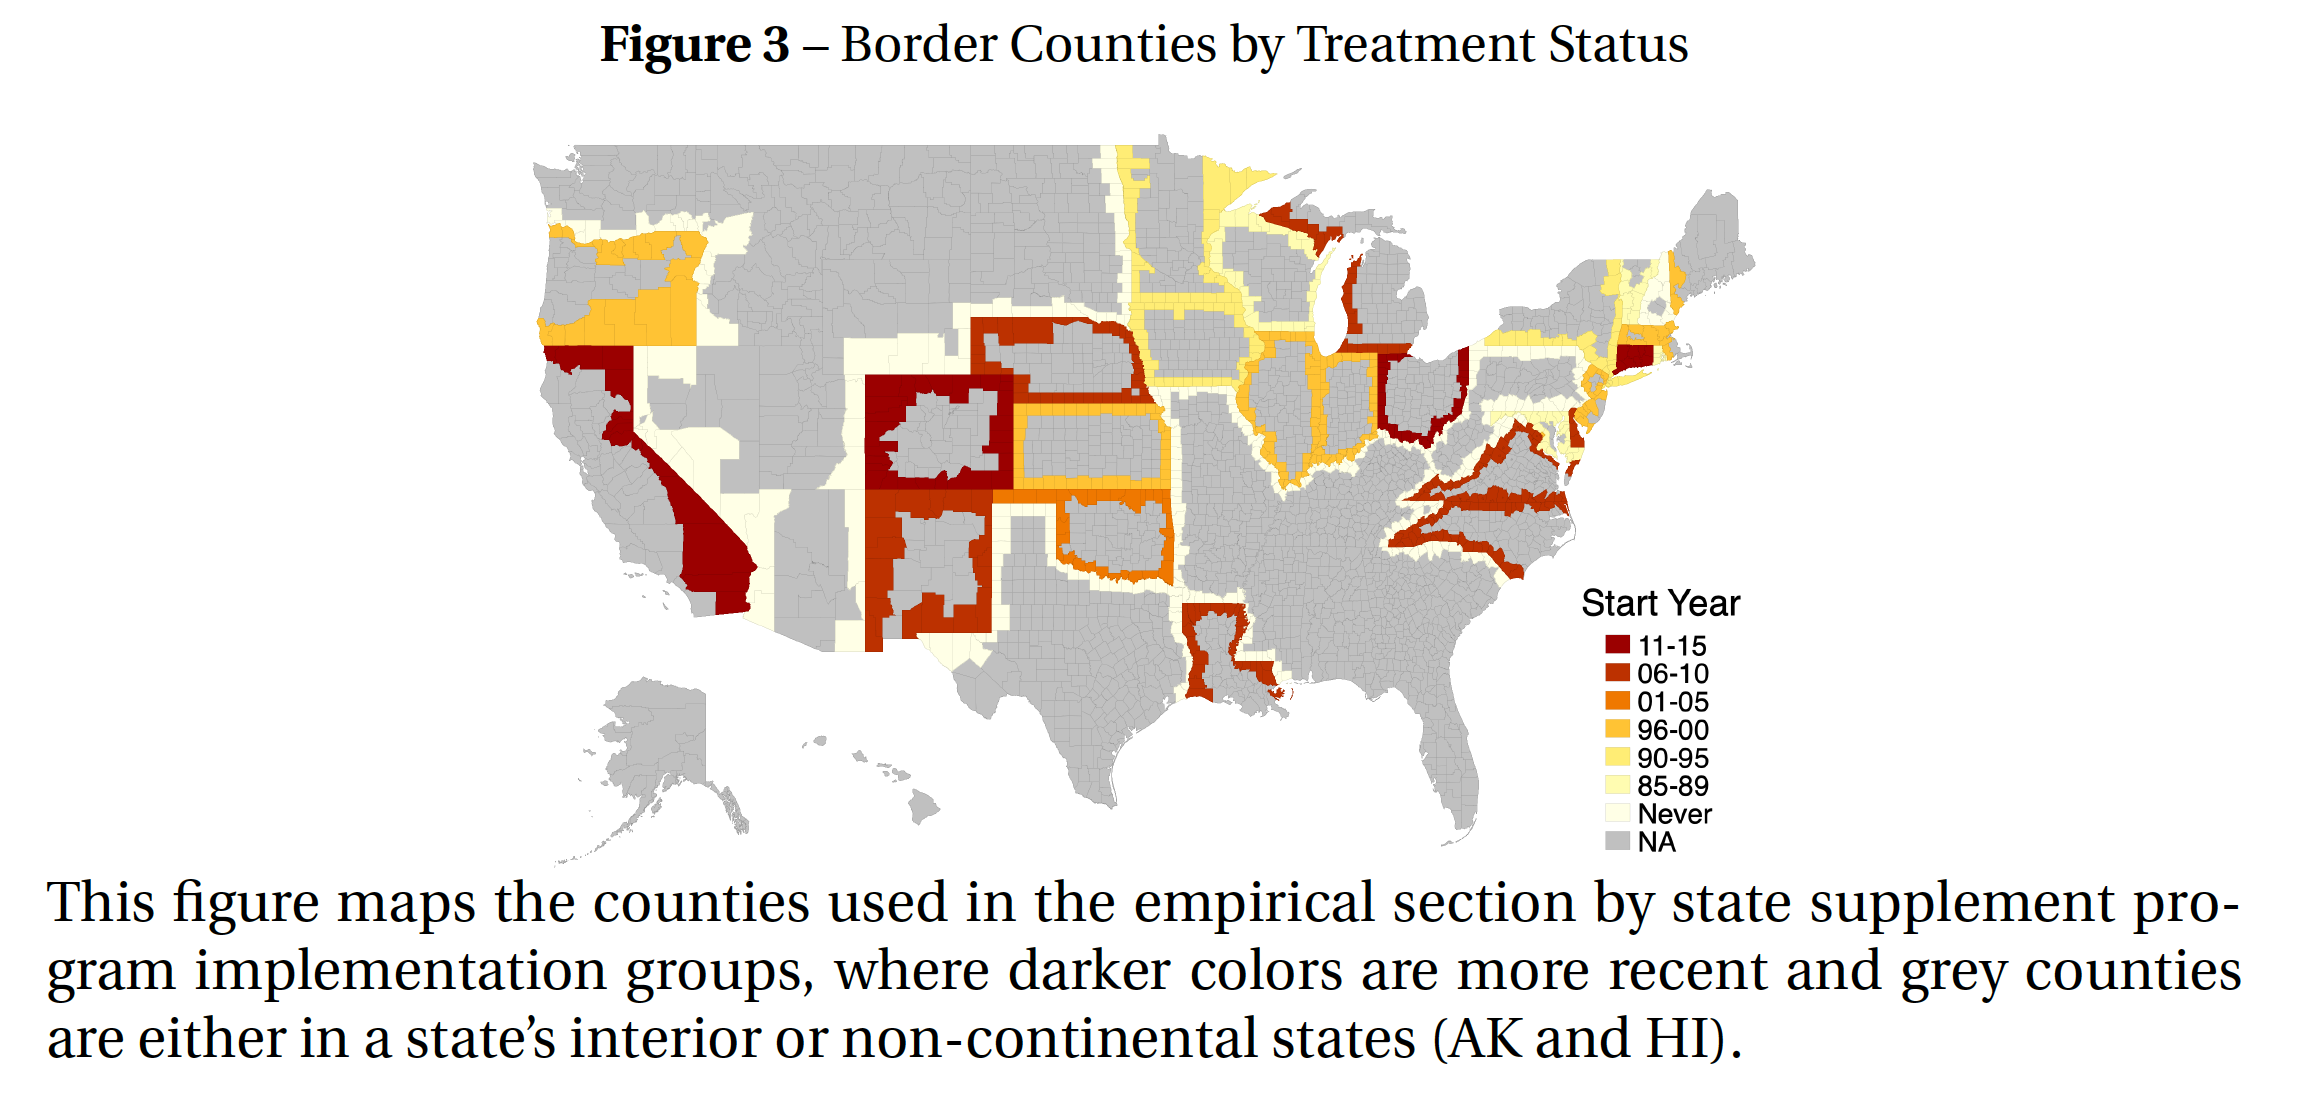 Figure 3 – Border Counties by Treatment Status
Start Year
11-15
06-10
01-05
96-00
90-95
85-89
Never
NA
This figure maps the counties used in the empirical section by state supplement pro-
gram implementation groups, where darker colors are more recent and grey counties
are either in a state’s interior or non-continental states (AK and HI).